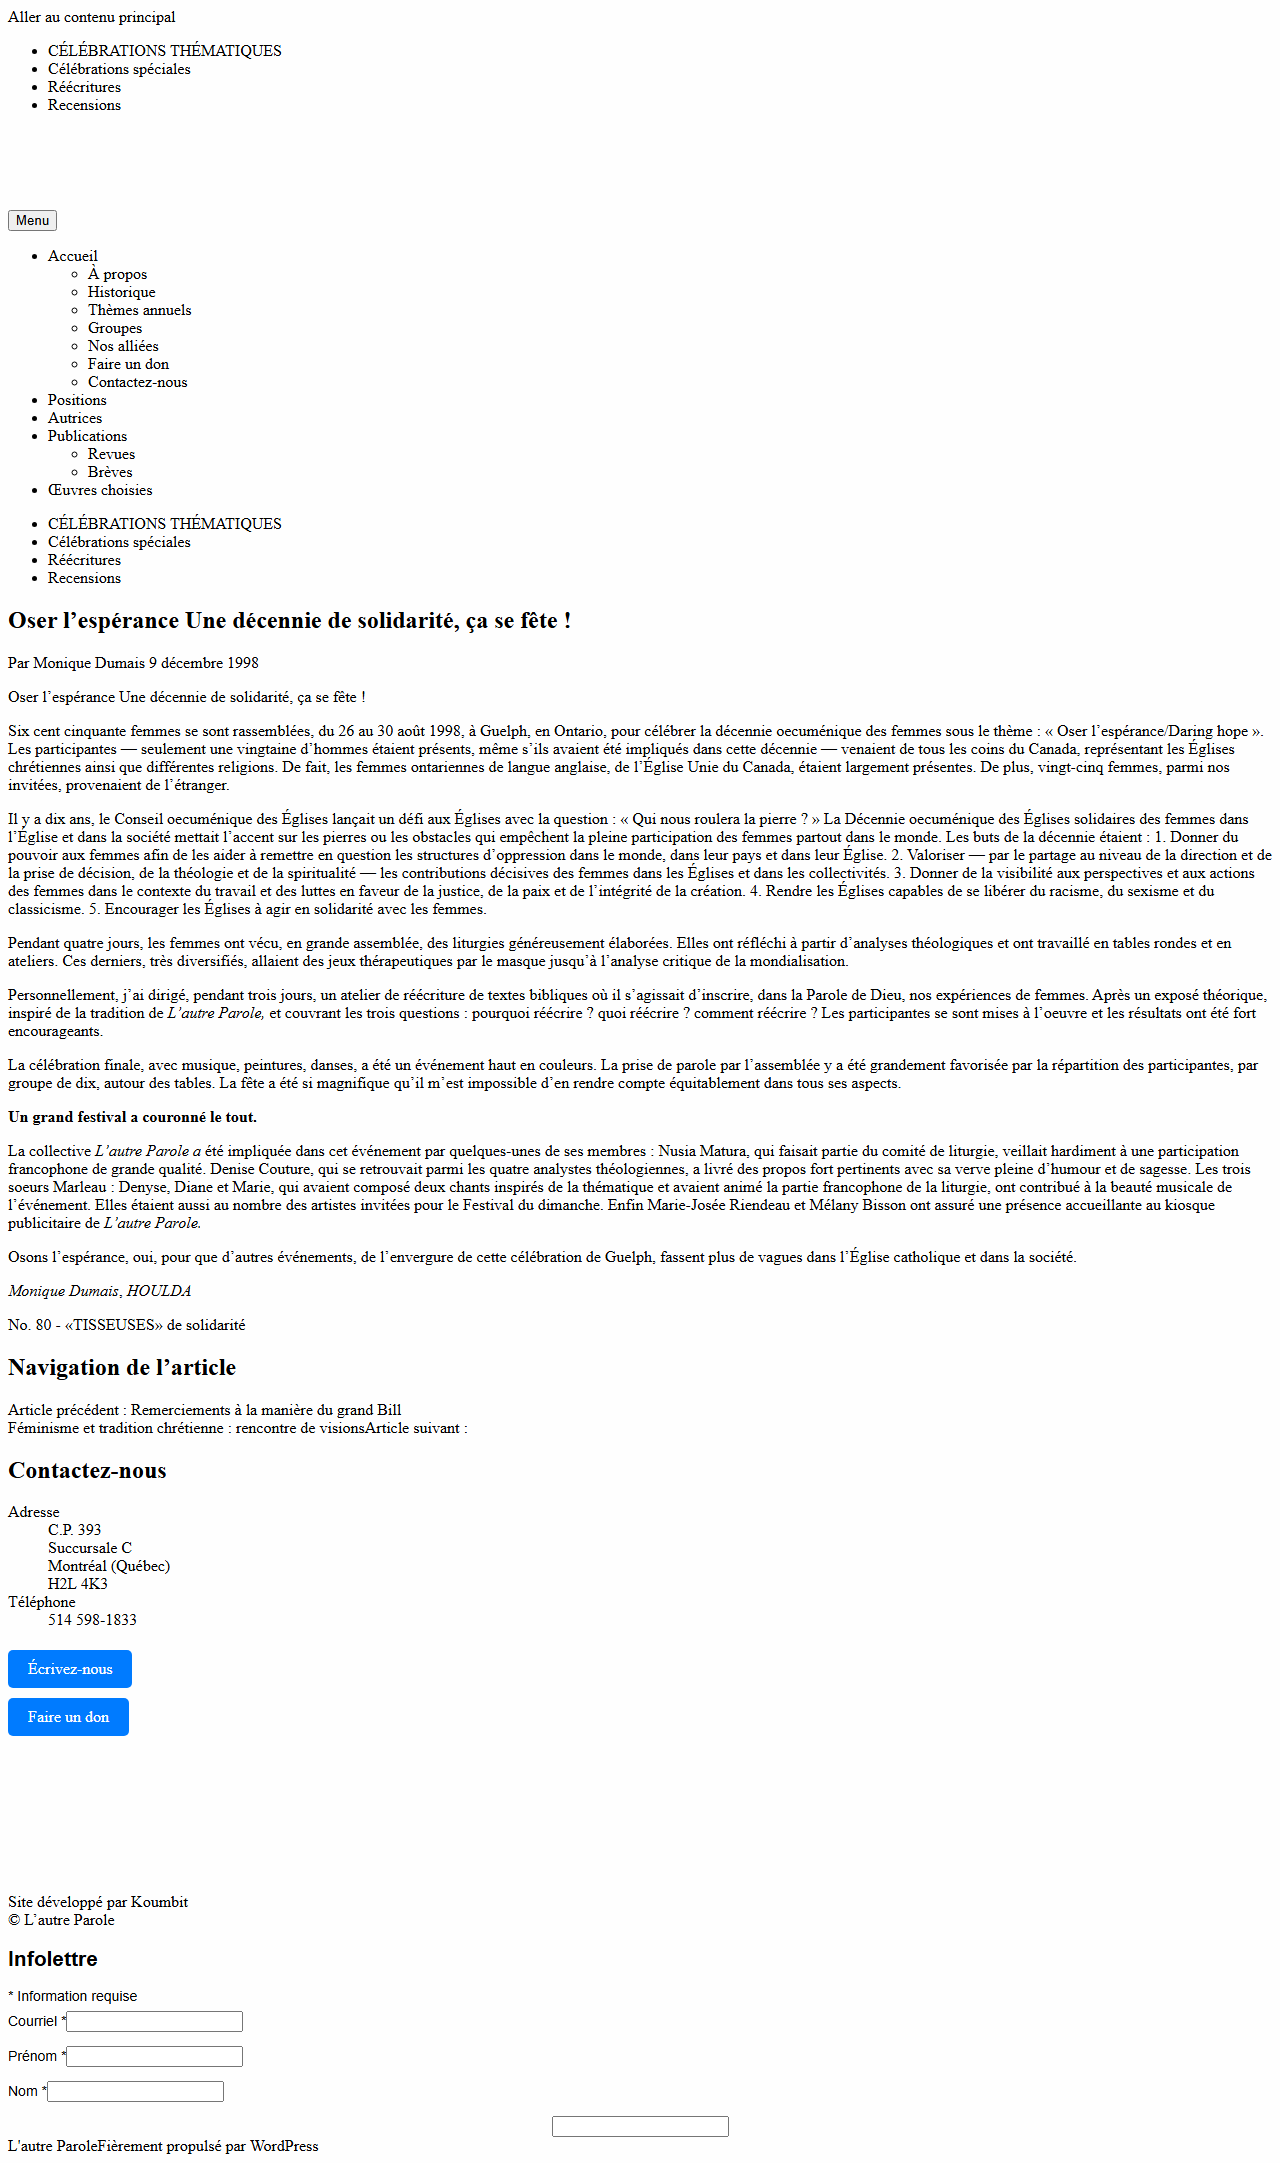 Aller au contenu principal
CÉLÉBRATIONS THÉMATIQUES
Célébrations spéciales
Réécritures
Recensions
Menu
Accueil
À propos
Historique
Thèmes annuels
Groupes
Nos alliées
Faire un don
Contactez-nous
Positions
Autrices
Publications
Revues
Brèves
Œuvres choisies
CÉLÉBRATIONS THÉMATIQUES
Célébrations spéciales
Réécritures
Recensions
Oser l’espérance Une décennie de solidarité, ça se fête !
Par Monique Dumais 9 décembre 1998
Oser l’espérance Une décennie de solidarité, ça se fête !
Six cent cinquante femmes se sont rassemblées, du 26 au 30 août 1998, à Guelph, en Ontario, pour célébrer la décennie oecuménique des femmes sous le thème : « Oser l’espérance/Daring hope ».
Les participantes — seulement une vingtaine d’hommes étaient présents, même s’ils avaient été impliqués dans cette décennie — venaient de tous les coins du Canada, représentant les Églises
chrétiennes ainsi que différentes religions. De fait, les femmes ontariennes de langue anglaise, de l’Église Unie du Canada, étaient largement présentes. De plus, vingt-cinq femmes, parmi nos
invitées, provenaient de l’étranger.
Il y a dix ans, le Conseil oecuménique des Églises lançait un défi aux Églises avec la question : « Qui nous roulera la pierre ? » La Décennie oecuménique des Églises solidaires des femmes dans
l’Église et dans la société mettait l’accent sur les pierres ou les obstacles qui empêchent la pleine participation des femmes partout dans le monde. Les buts de la décennie étaient : 1. Donner du
pouvoir aux femmes afin de les aider à remettre en question les structures d’oppression dans le monde, dans leur pays et dans leur Église. 2. Valoriser — par le partage au niveau de la direction et de
la prise de décision, de la théologie et de la spiritualité — les contributions décisives des femmes dans les Églises et dans les collectivités. 3. Donner de la visibilité aux perspectives et aux actions
des femmes dans le contexte du travail et des luttes en faveur de la justice, de la paix et de l’intégrité de la création. 4. Rendre les Églises capables de se libérer du racisme, du sexisme et du
classicisme. 5. Encourager les Églises à agir en solidarité avec les femmes.
Pendant quatre jours, les femmes ont vécu, en grande assemblée, des liturgies généreusement élaborées. Elles ont réfléchi à partir d’analyses théologiques et ont travaillé en tables rondes et en
ateliers. Ces derniers, très diversifiés, allaient des jeux thérapeutiques par le masque jusqu’à l’analyse critique de la mondialisation.
Personnellement, j’ai dirigé, pendant trois jours, un atelier de réécriture de textes bibliques où il s’agissait d’inscrire, dans la Parole de Dieu, nos expériences de femmes. Après un exposé théorique,
inspiré de la tradition de L’autre Parole, et couvrant les trois questions : pourquoi réécrire ? quoi réécrire ? comment réécrire ? Les participantes se sont mises à l’oeuvre et les résultats ont été fort
encourageants.
La célébration finale, avec musique, peintures, danses, a été un événement haut en couleurs. La prise de parole par l’assemblée y a été grandement favorisée par la répartition des participantes, par
groupe de dix, autour des tables. La fête a été si magnifique qu’il m’est impossible d’en rendre compte équitablement dans tous ses aspects.
Un grand festival a couronné le tout.
La collective L’autre Parole a été impliquée dans cet événement par quelques-unes de ses membres : Nusia Matura, qui faisait partie du comité de liturgie, veillait hardiment à une participation
francophone de grande qualité. Denise Couture, qui se retrouvait parmi les quatre analystes théologiennes, a livré des propos fort pertinents avec sa verve pleine d’humour et de sagesse. Les trois
soeurs Marleau : Denyse, Diane et Marie, qui avaient composé deux chants inspirés de la thématique et avaient animé la partie francophone de la liturgie, ont contribué à la beauté musicale de
l’événement. Elles étaient aussi au nombre des artistes invitées pour le Festival du dimanche. Enfin Marie-Josée Riendeau et Mélany Bisson ont assuré une présence accueillante au kiosque
publicitaire de L’autre Parole.
Osons l’espérance, oui, pour que d’autres événements, de l’envergure de cette célébration de Guelph, fassent plus de vagues dans l’Église catholique et dans la société.
Monique Dumais, HOULDA
No. 80 - «TISSEUSES» de solidarité
Navigation de l’article
Article précédent : Remerciements à la manière du grand Bill
Féminisme et tradition chrétienne : rencontre de visionsArticle suivant :
Contactez-nous
Adresse
C.P. 393
Succursale C
Montréal (Québec)
H2L 4K3
Téléphone
514 598-1833
Écrivez-nous
Faire un don
Site développé par Koumbit
© L’autre Parole
Infolettre
* Information requise
Courriel *
Prénom *
Nom *
L'autre ParoleFièrement propulsé par WordPress